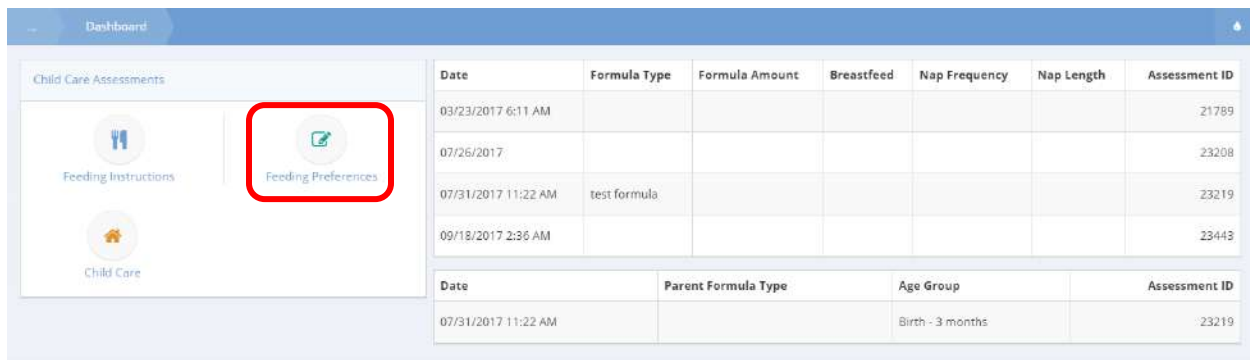 ... Dashboard
Child Care Assessments
Feeding Instructions Feeding Preferences
Child Care
Date Formula Type Formula Amount Breastfeed Nap Frequency Nap Length Assessment ID
03/23/2017 6:11 AM 21789
07/26/2017 23208
07/31/2017 11:22 AM test formula 23219
09/18/2017 2:36 AM 23443
Date Parent Formula Type Age Group Assessment ID
07/31/2017 11:22 AM Birth - 3 months 23219